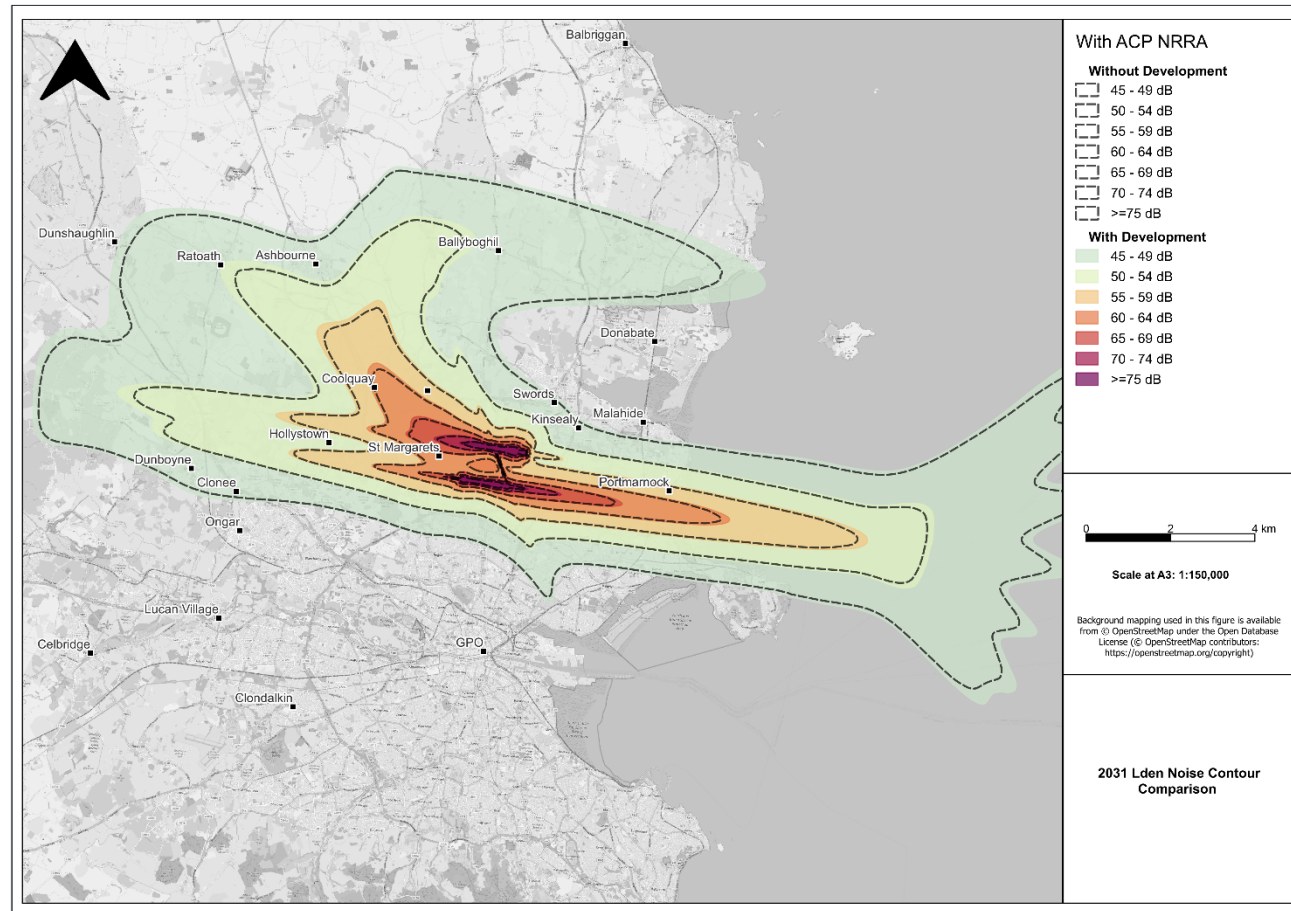 Balbriggan
Dunshaughlin
Ratoath
Ashbourne
Ballyboghil
Donabate
Coolquay
Swords
Malahide
Kinsealy
Hollystown
St Margarets
Dunboyne
Clonee
Portmarnock
Ongar
Lucan Village
Celbridge
GPO
Clondalkin
With ACP NRRA
Without Development
45 - 49 dB
50 - 54 dB
55 - 59 dB
60 - 64 dB
65 - 69 dB
70 - 74 dB
>=75 dB
With Development
45 - 49 dB
50 - 54 dB
55 - 59 dB
60 - 64 dB
65 - 69 dB
70 - 74 dB
>=75 dB
0 2 4 km
Scale at A3: 1:150,000
Background mapping used in this figure is available
from © OpenStreetMap under the Open Database
License (© OpenStreetMap contributors:
https://openstreetmap.org/copyright)
2031 Lden Noise Contour
Comparison